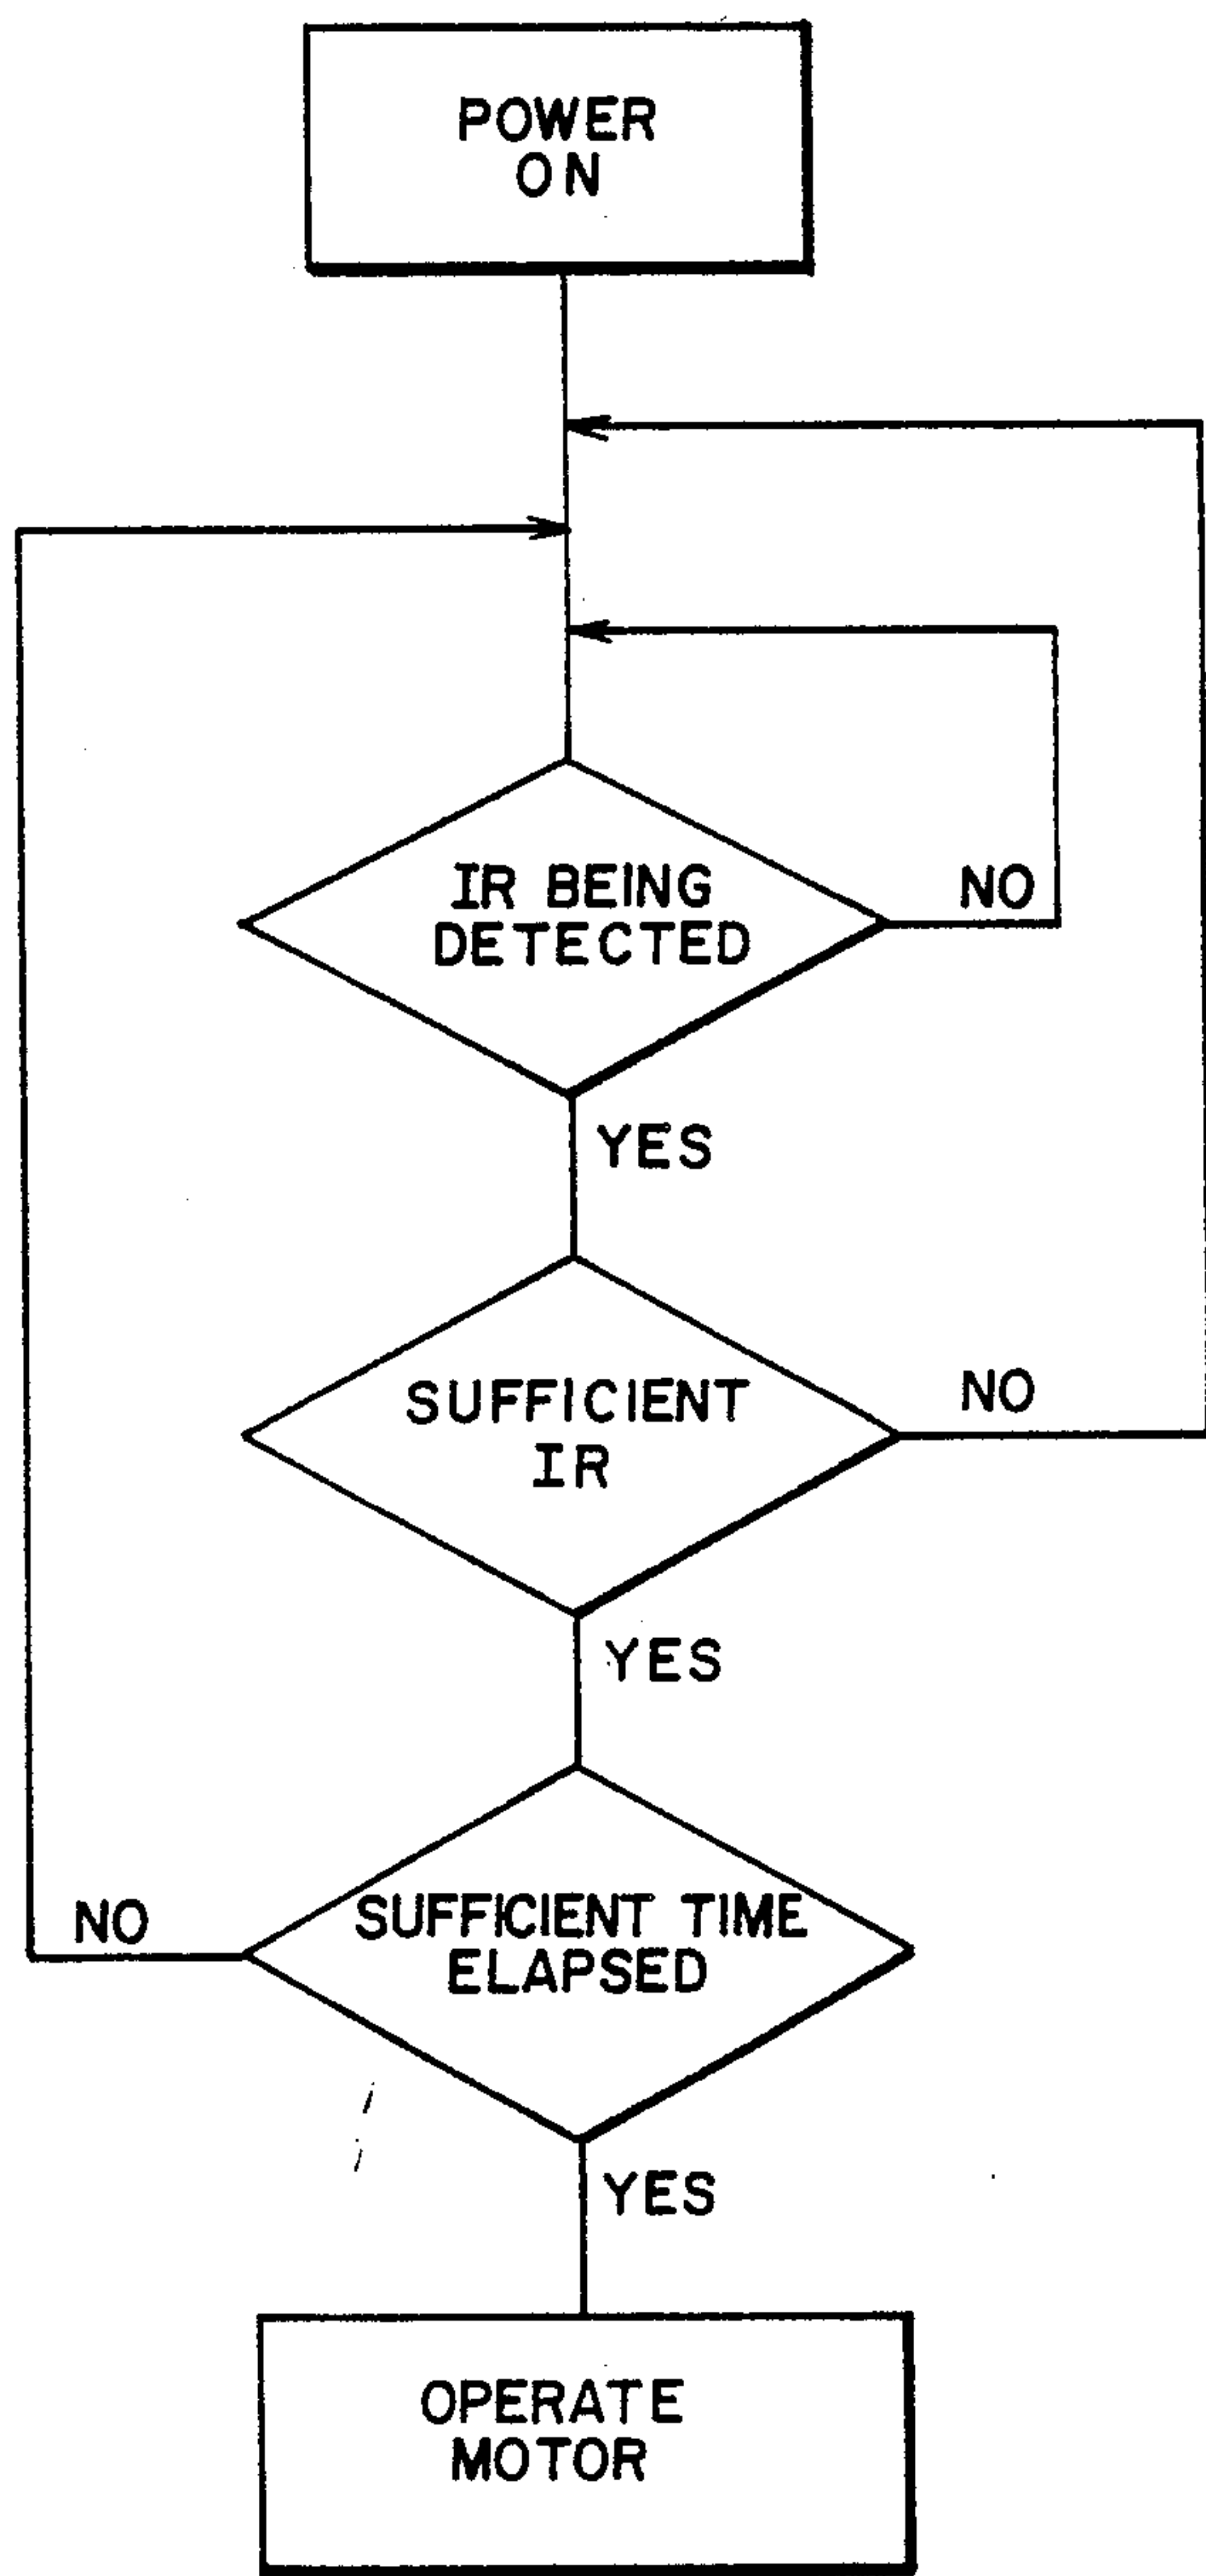 POWER
ON
IR BEING
DETECTED
NO
YES
SUFFICIENT
IR
NO
YES
SUFFICIENT TIME
ELAPSED
NO
YES
OPERATE
MOTOR